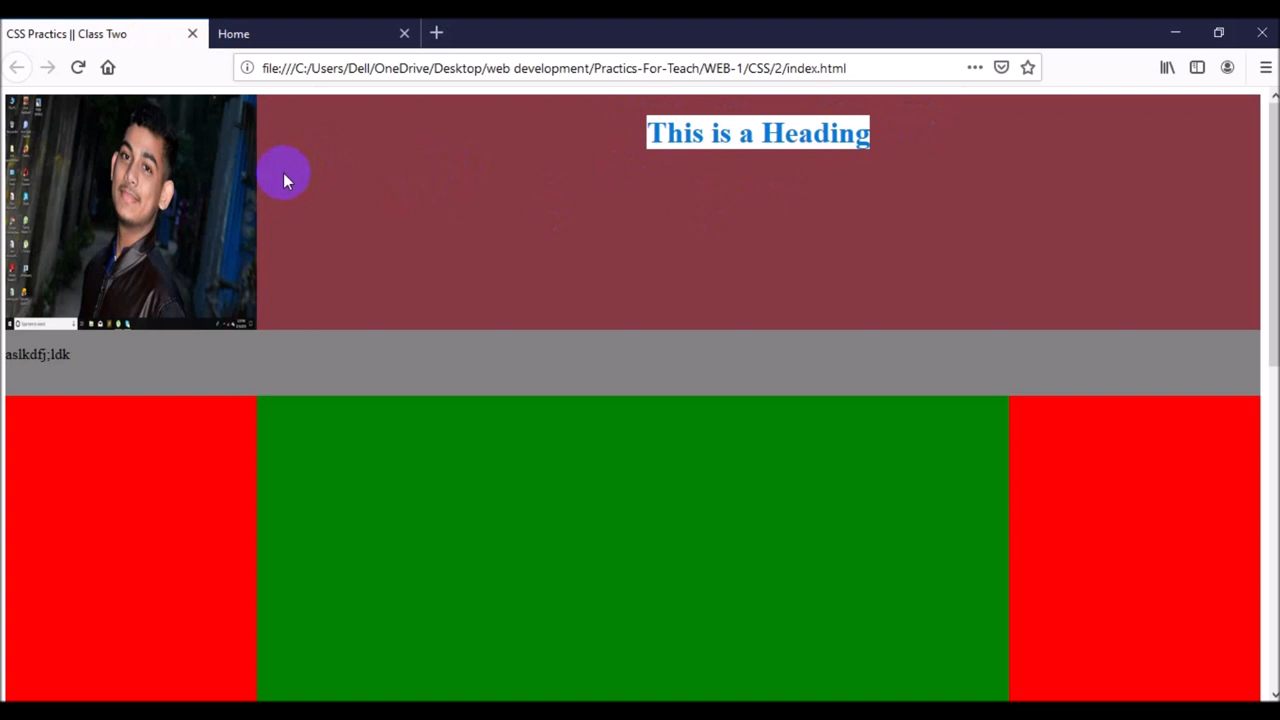 CSS Practics || Class Two
Home
file:///C:/Users/Dell/OneDrive/Desktop/web development/Practics-For-Teach/WEB-1/CSS/2/index.html
This is a Heading
aslkdfj;ldk